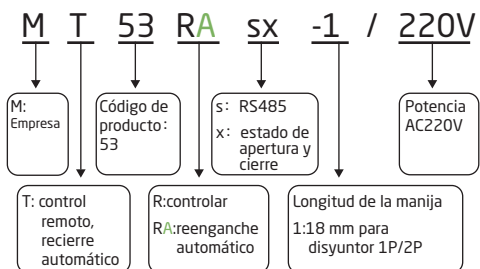 M T 53 RA sx -1 / 220V
M:
Empresa
Código de
producto:
53
s: RS485
x: estado de
apertura y
cierre
Potencia
AC220V
T: control
remoto,
recierre
automático
R:controlar
RA:reenganche
automático
Longitud de la manija
1:18 mm para
disyuntor 1P/2P